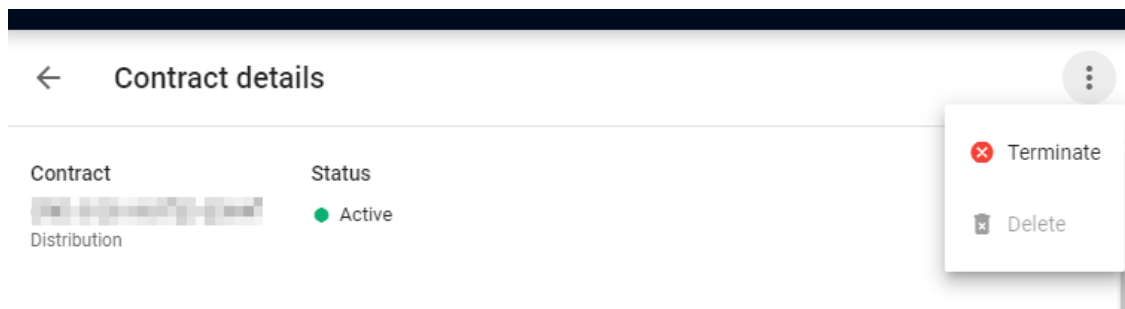 Contract details
Terminate
Delete
Contract
Status
Active
Distribution